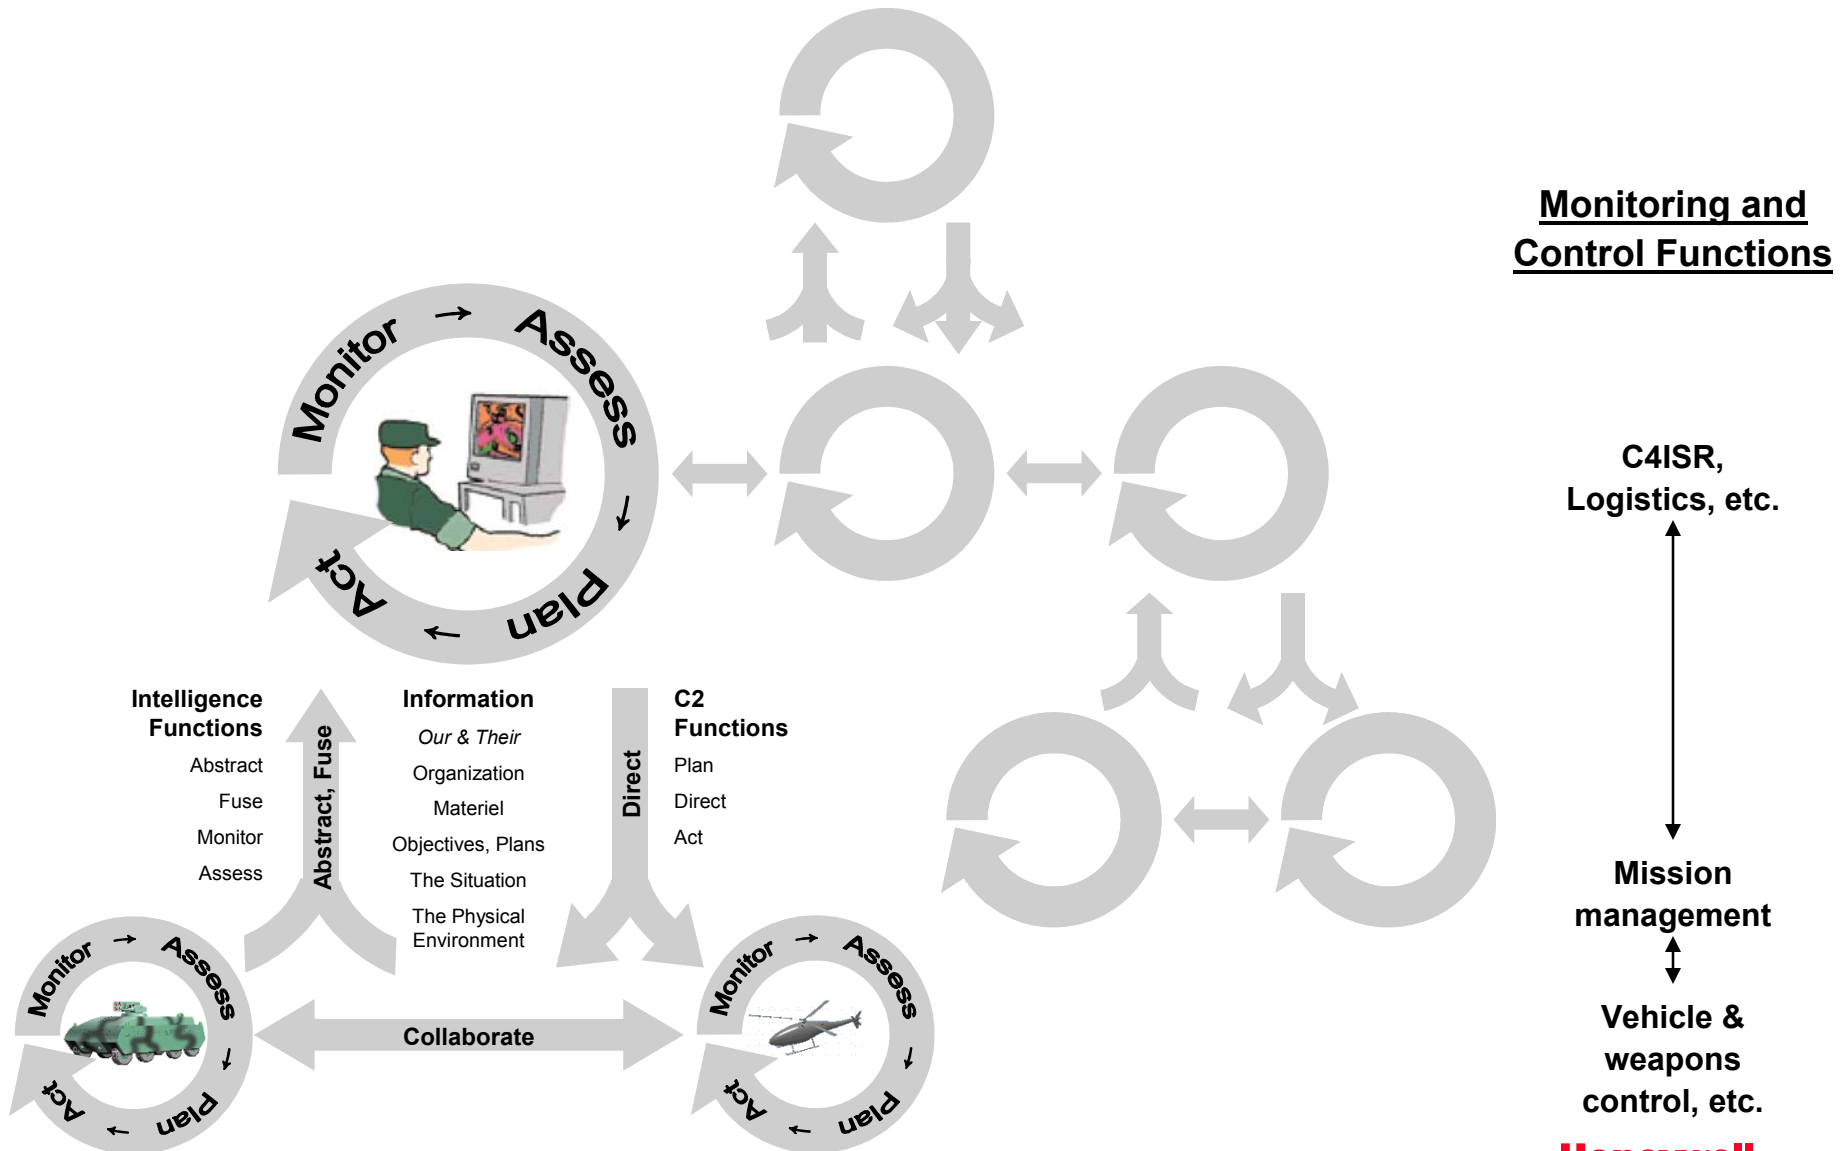 Monitoring and
Control Functions
Monitor → Assess
→ Plan → Act
C4ISR,
Logistics, etc.
Intelligence
Functions
Abstract
Fuse
Monitor
Assess
Abstract, Fuse
Information
Our & Their
Organization
Materiel
Objectives, Plans
The Situation
The Physical
Environment
Direct
C2
Functions
Plan
Direct
Act
Mission
management
Monitor → Assess
→ Plan → Act
Collaborate
Monitor → Assess
→ Plan → Act
Vehicle &
weapons
control, etc.
Honeywell